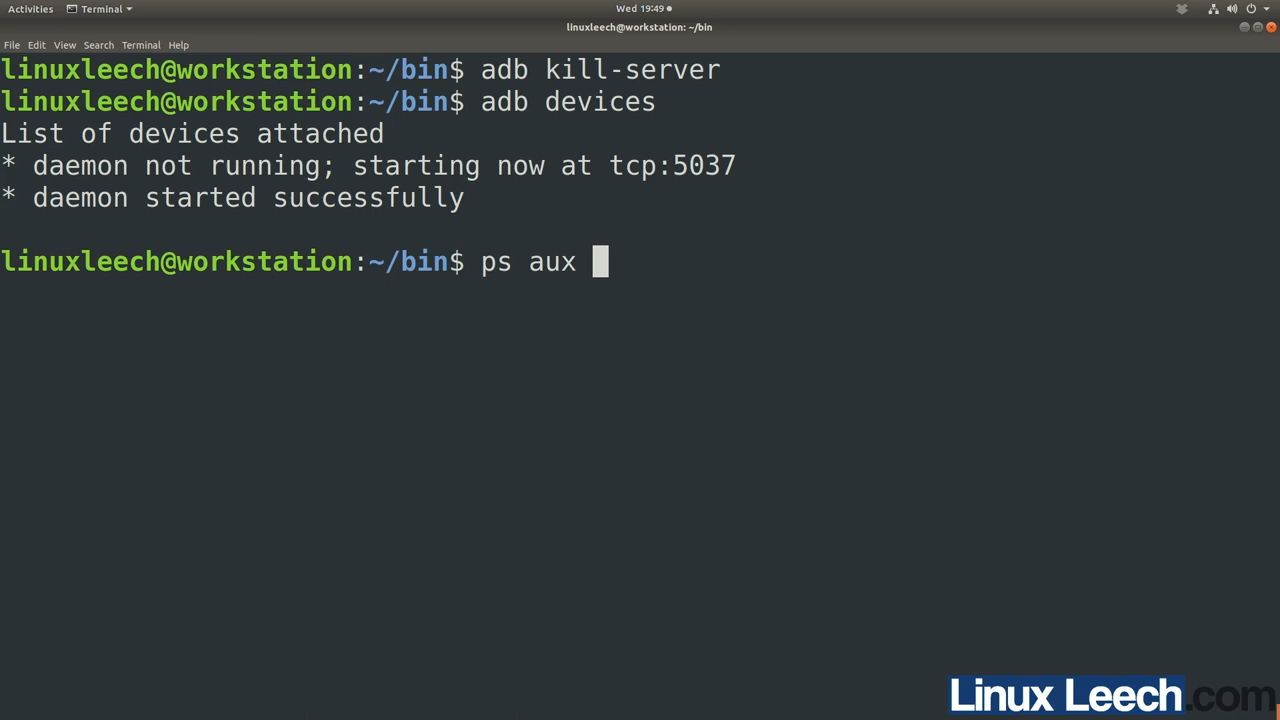 Activities Terminal Wed 19:49
linuxleech@workstation: ~/bin
File Edit View Search Terminal Help
linuxleech@workstation:~/bin$ adb kill-server
linuxleech@workstation:~/bin$ adb devices
List of devices attached
* daemon not running; starting now at tcp:5037
* daemon started successfully
linuxleech@workstation:~/bin$ ps aux
Linux Leech.com